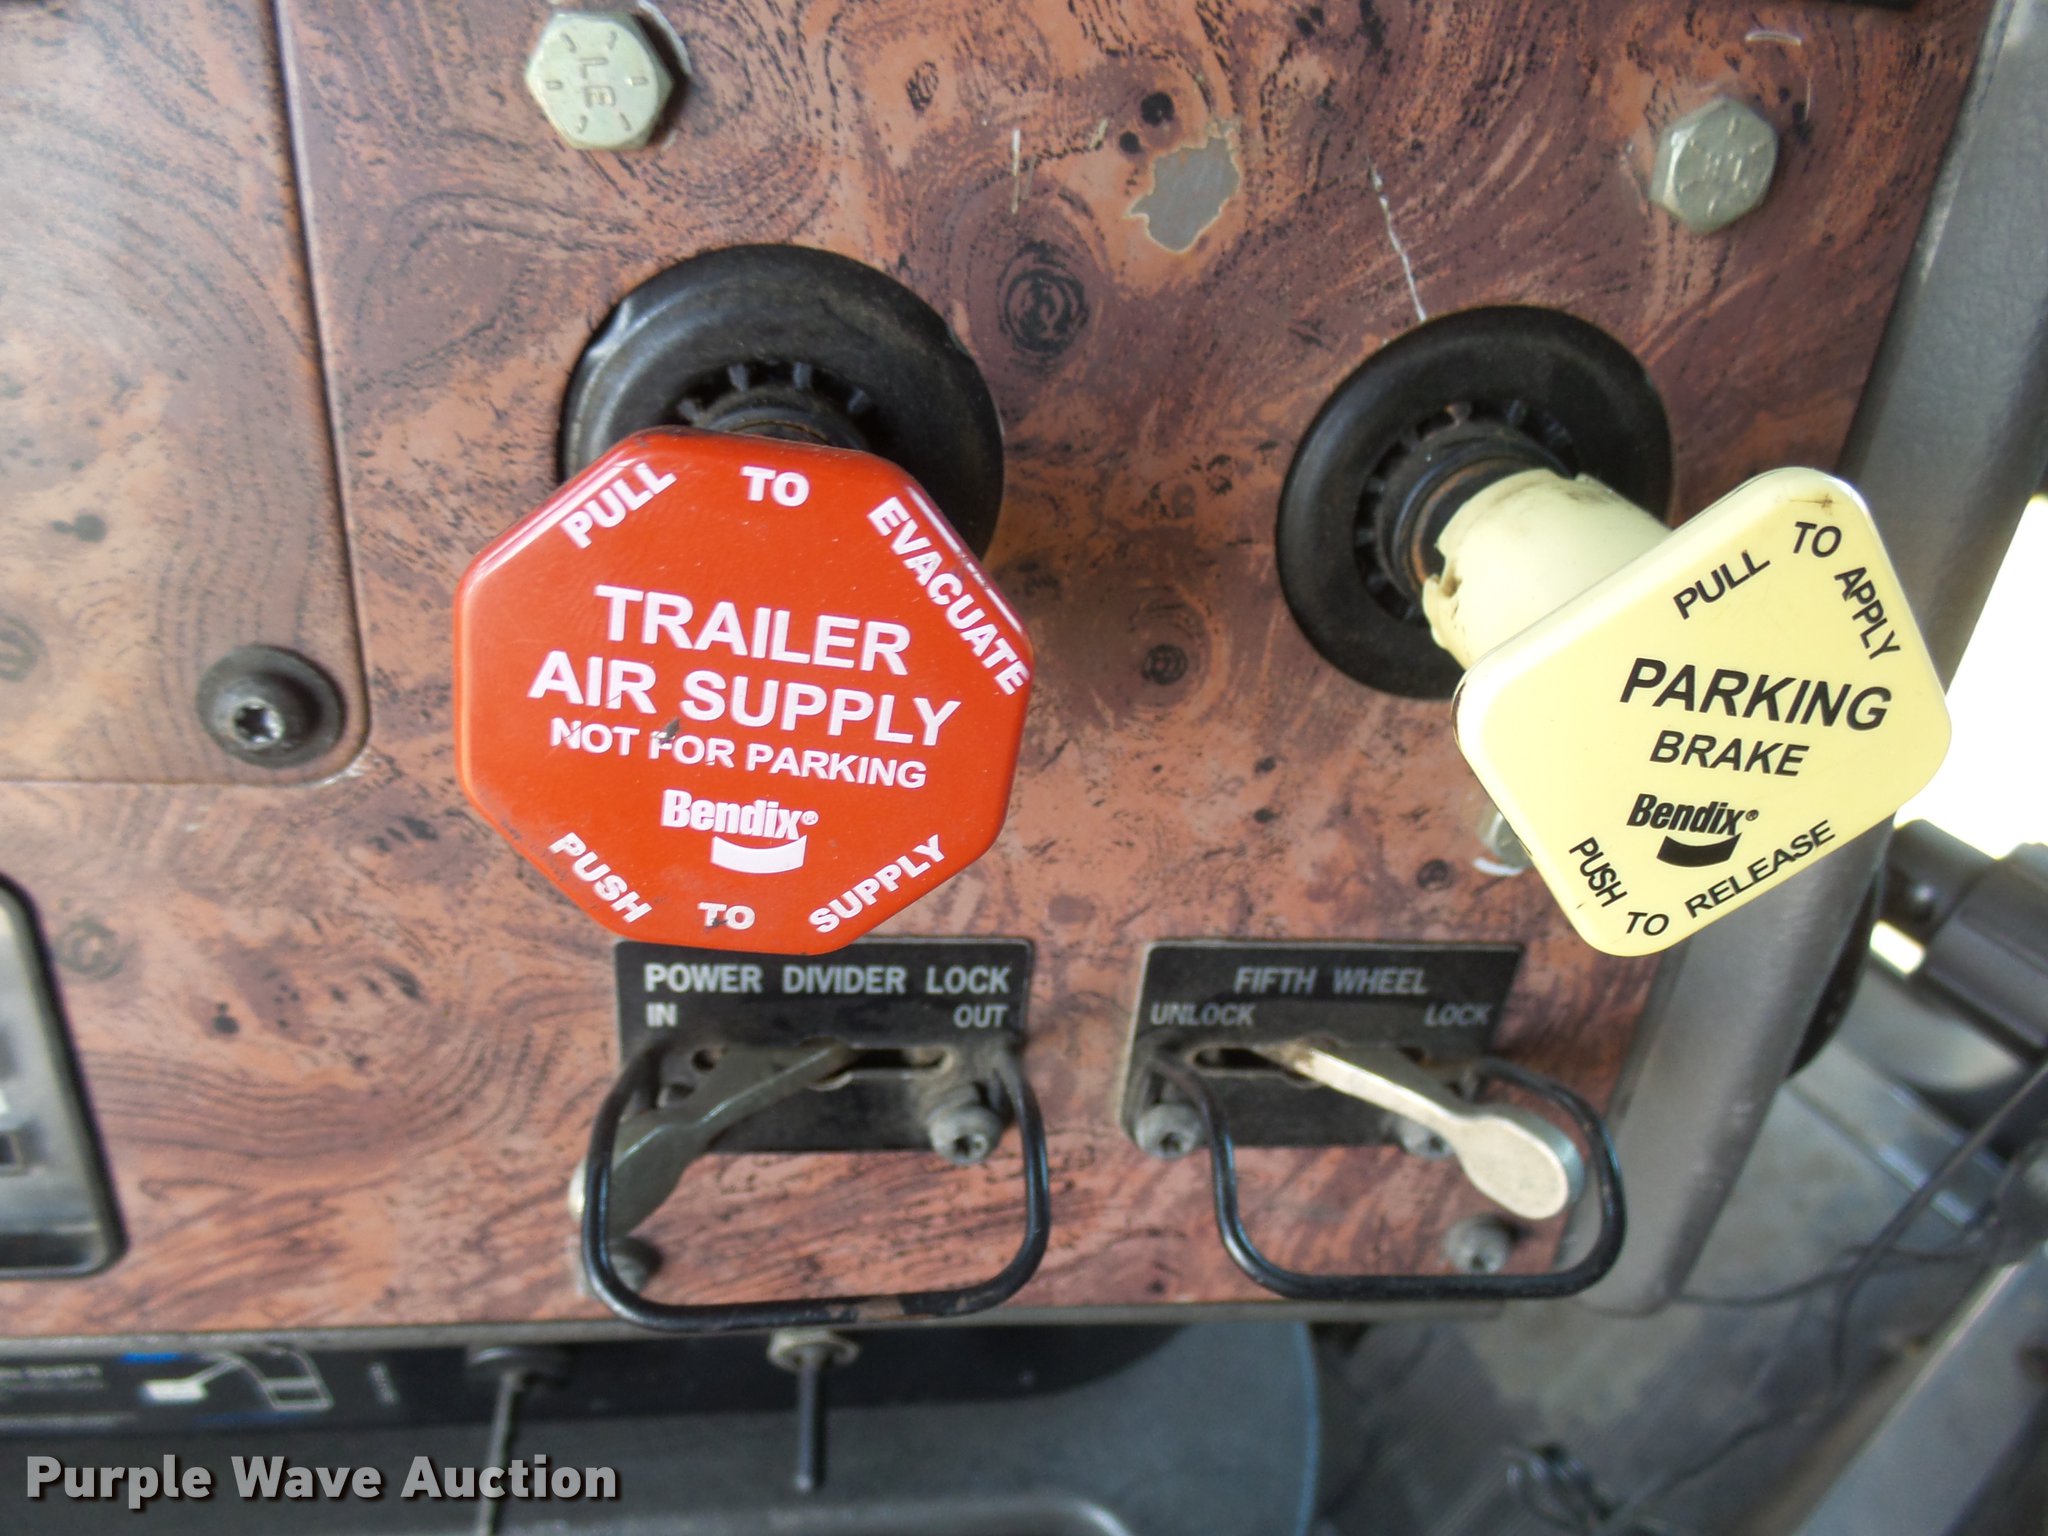 PULL TO EVACUATE
TRAILER
AIR SUPPLY
NOT FOR PARKING
Bendix®
PUSH TO SUPPLY
PULL TO APPLY
PARKING
BRAKE
Bendix®
PUSH TO RELEASE
POWER DIVIDER LOCK
IN OUT
FIFTH WHEEL
UNLOCK LOCK
Purple Wave Auction